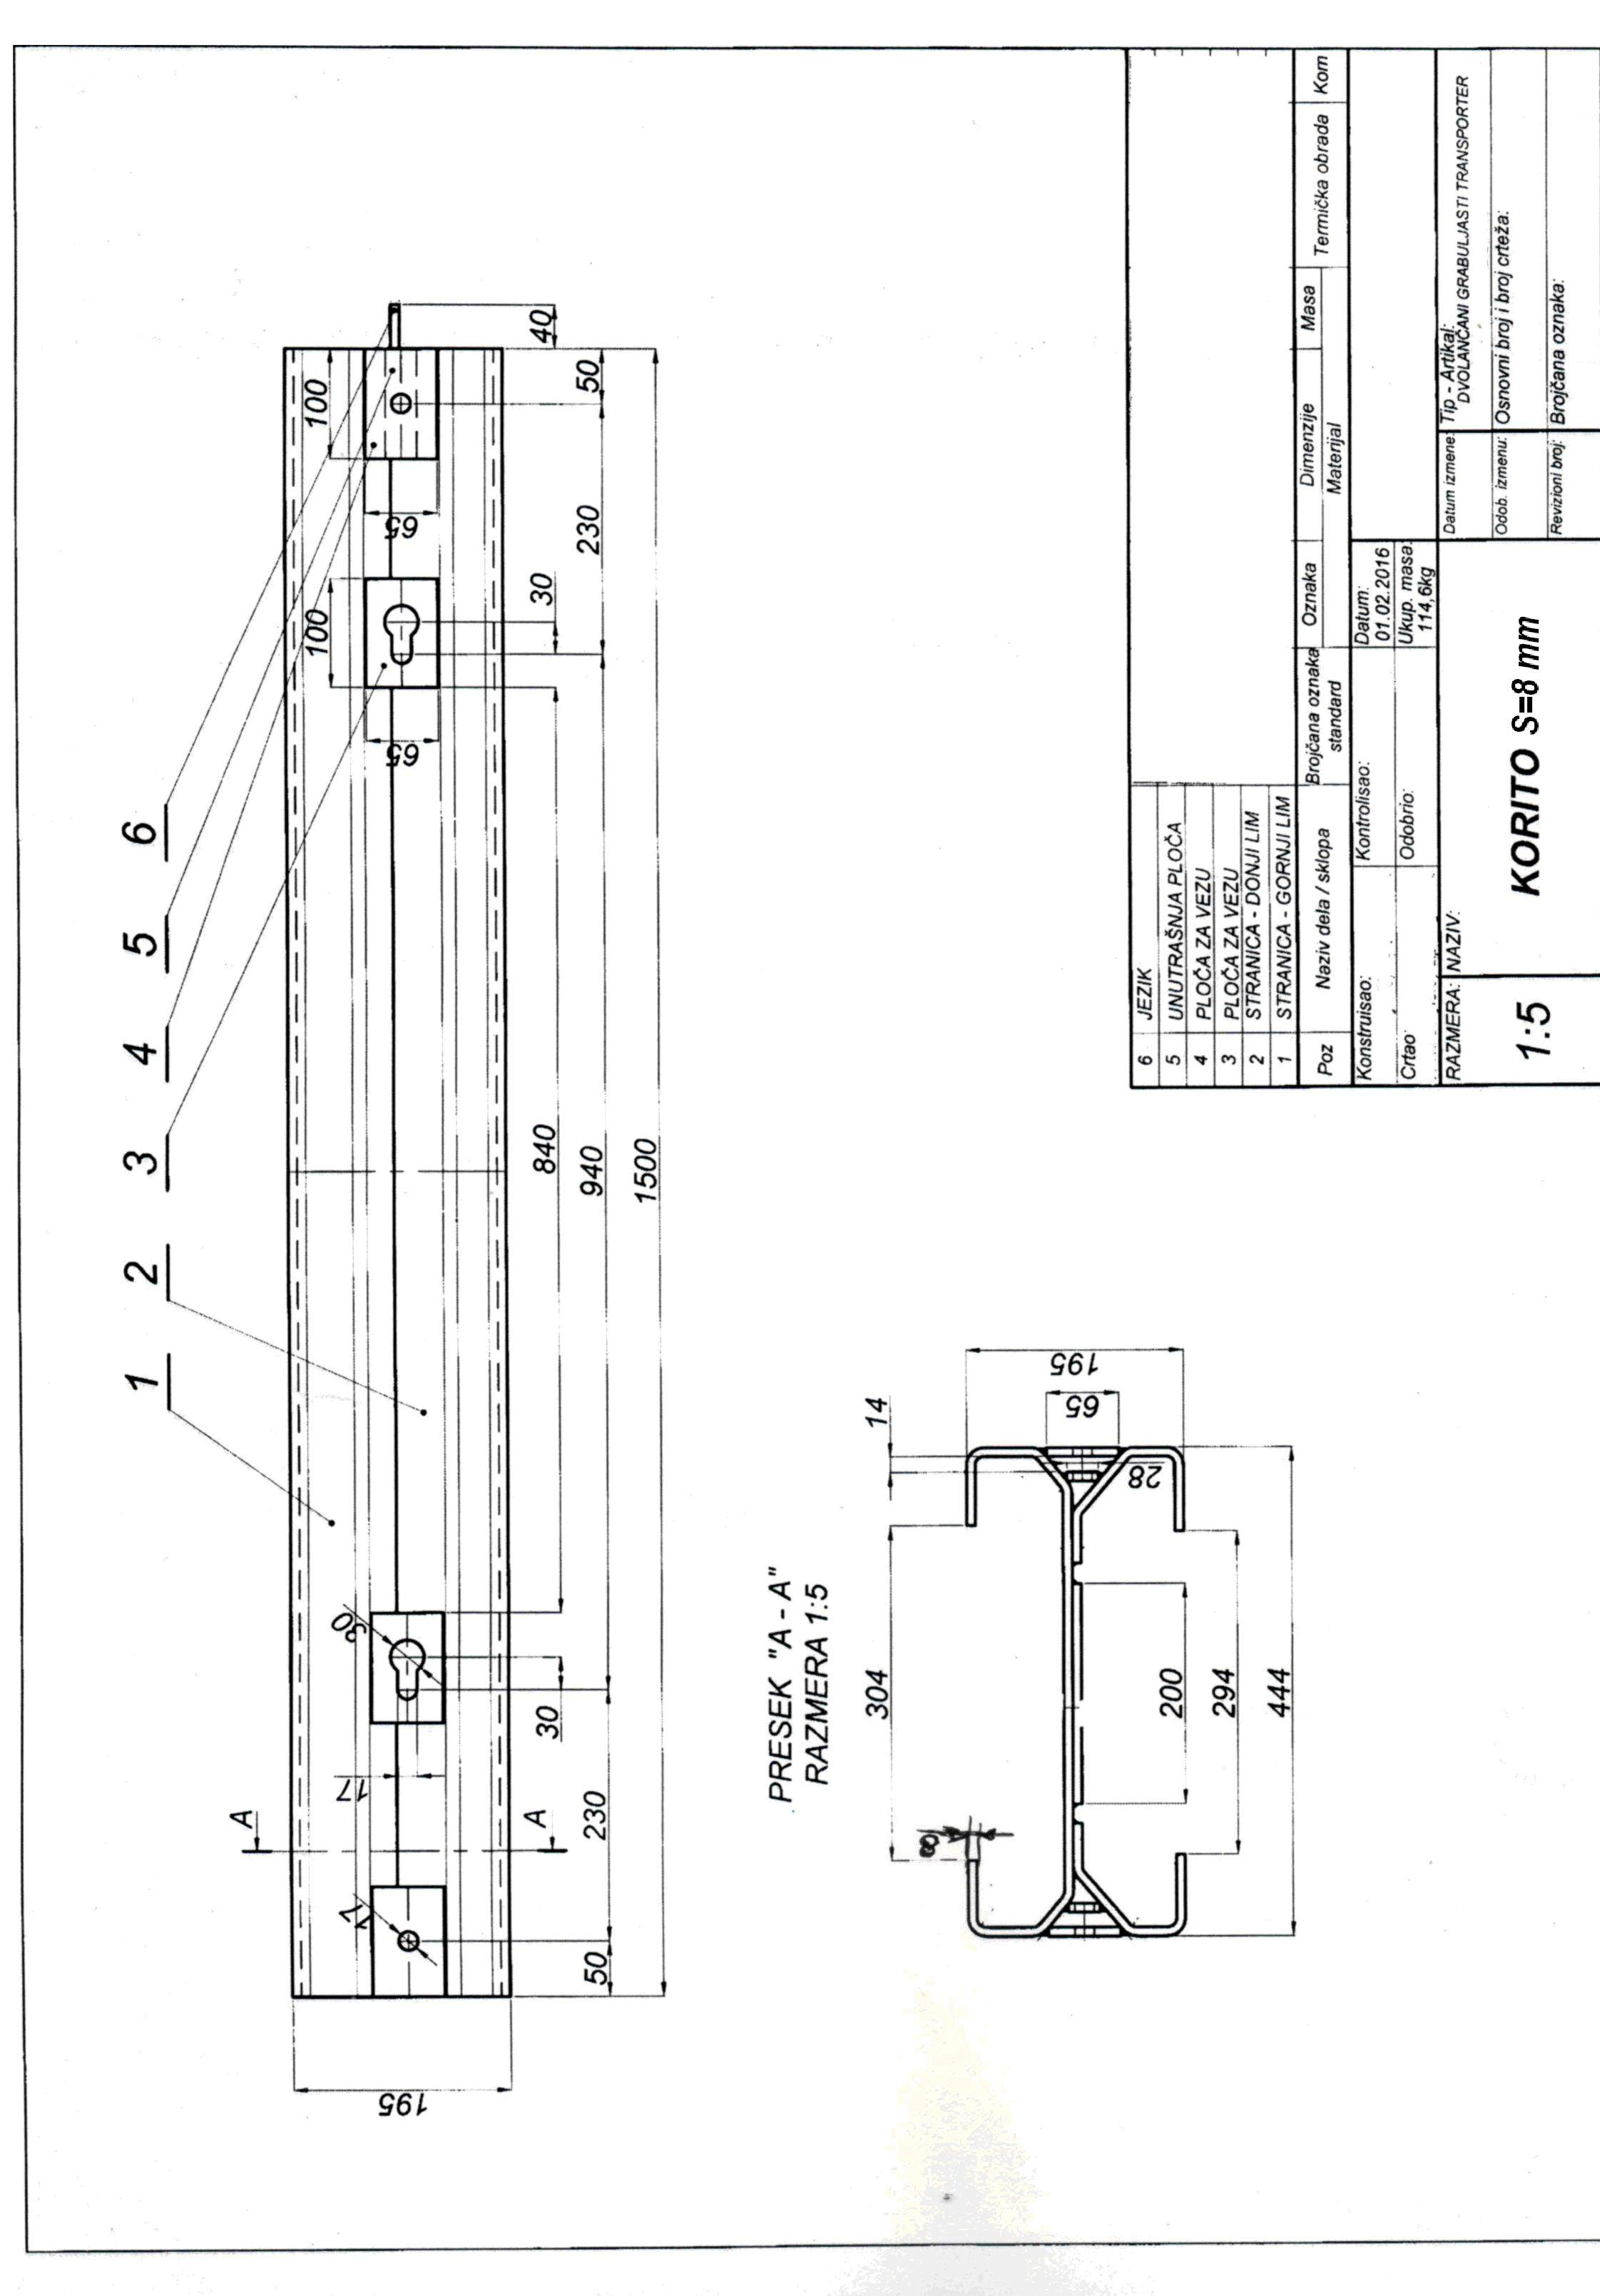 1
2
3
4
5
6
A
A
195
50
230
30
17
22
30
840
940
1500
65
100
30
230
65
100
50
40
PRESEK "A - A"
RAZMERA 1:5
304
8
14
195
65
28
200
294
444
6 JEZIK
5 UNUTRAŠNJA PLOČA
4 PLOČA ZA VEZU
3 PLOČA ZA VEZU
2 STRANICA - DONJI LIM
1 STRANICA - GORNJI LIM
Poz Naziv dela / sklopa Brojčana oznaka standard Oznaka Dimenzije Masa Materijal Termička obrada Kom
Konstruisao: Kontrolisao: Datum:
01.02.2016
Crtao Odobrio: Ukup. masa:
114,6kg
RAZMERA: NAZIV:
1:5 KORITO S=8 mm
Datum izmene: Tip - Artikal:
DVOLANČANI GRABULJASTI TRANSPORTER
Odob. izmenu: Osnovni broj i broj crteža:
Revizioni broj: Brojčana oznaka: